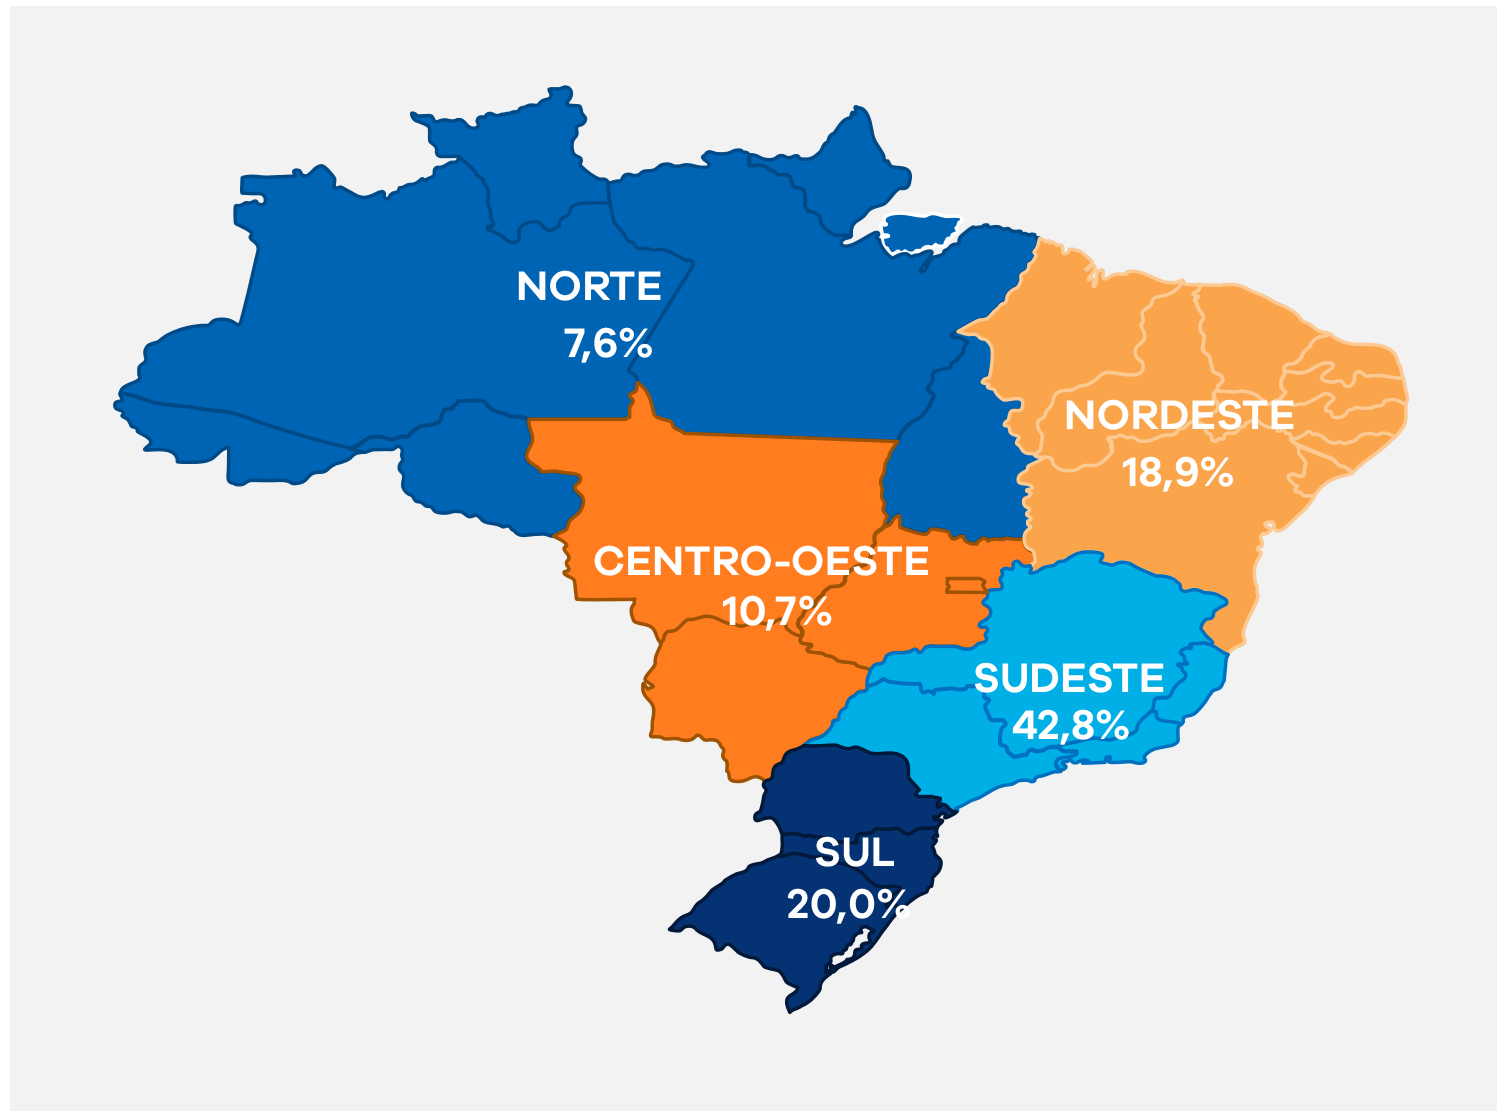 NORTE
7,6%
NORDESTE
18,9%
CENTRO-OESTE
10,7%
SUDESTE
42,8%
SUL
20,0%